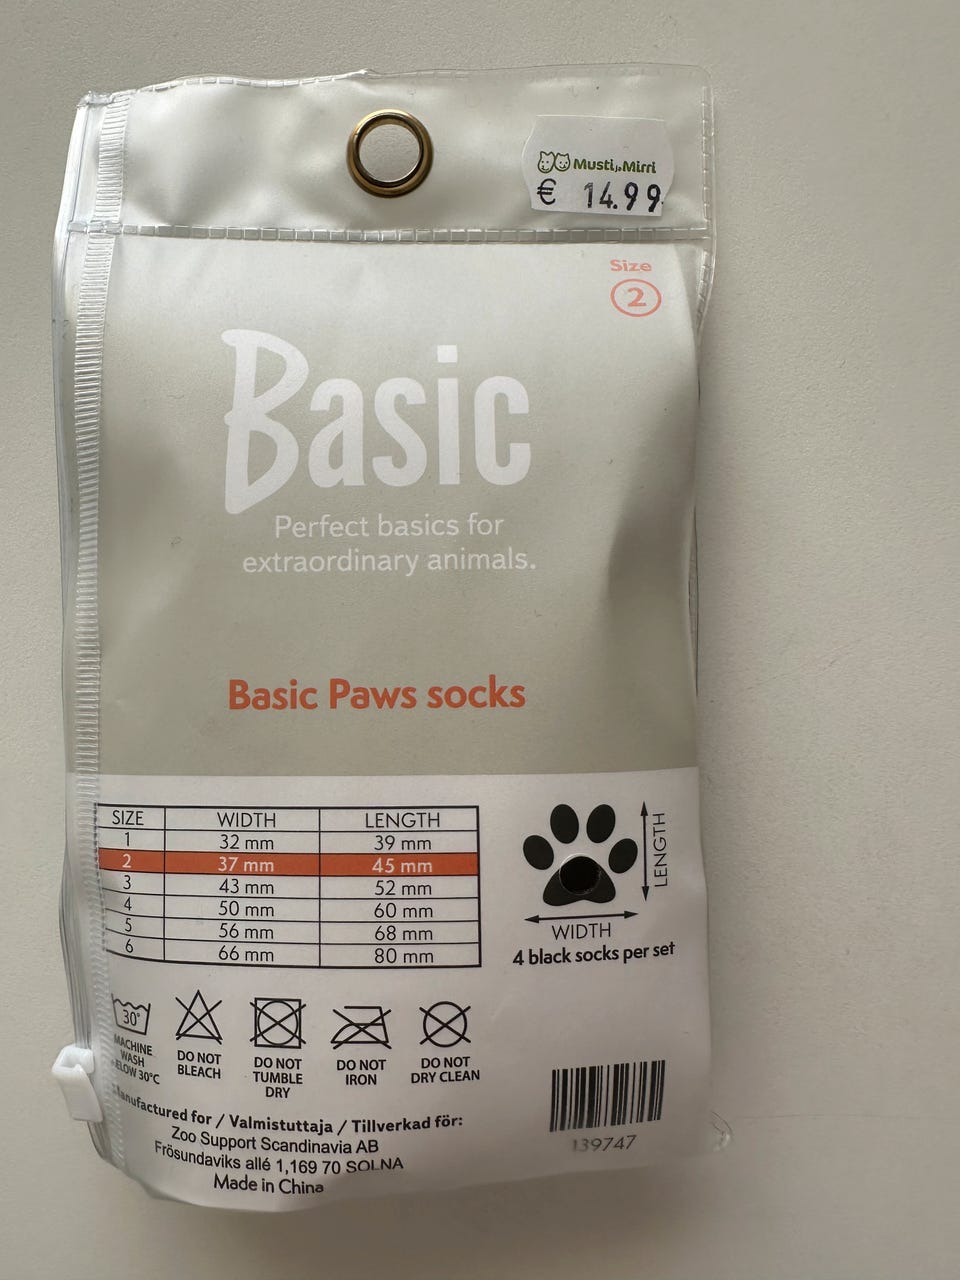 Musti ja Mirri
€ 14.99
Size
2
Basic
Perfect basics for
extraordinary animals.
Basic Paws socks
SIZE WIDTH LENGTH
1 32 mm 39 mm
2 37 mm 45 mm
3 43 mm 52 mm
4 50 mm 60 mm
5 56 mm 68 mm
6 66 mm 80 mm
LENGTH
WIDTH
4 black socks per set
30°
MACHINE
WASH
BELOW 30°C
DO NOT
BLEACH
DO NOT
TUMBLE
DRY
DO NOT
IRON
DO NOT
DRY CLEAN
Manufactured for / Valmistuttaja / Tillverkad för:
Zoo Support Scandinavia AB
Frösundaviks allé 1,169 70 SOLNA
Made in China
139747